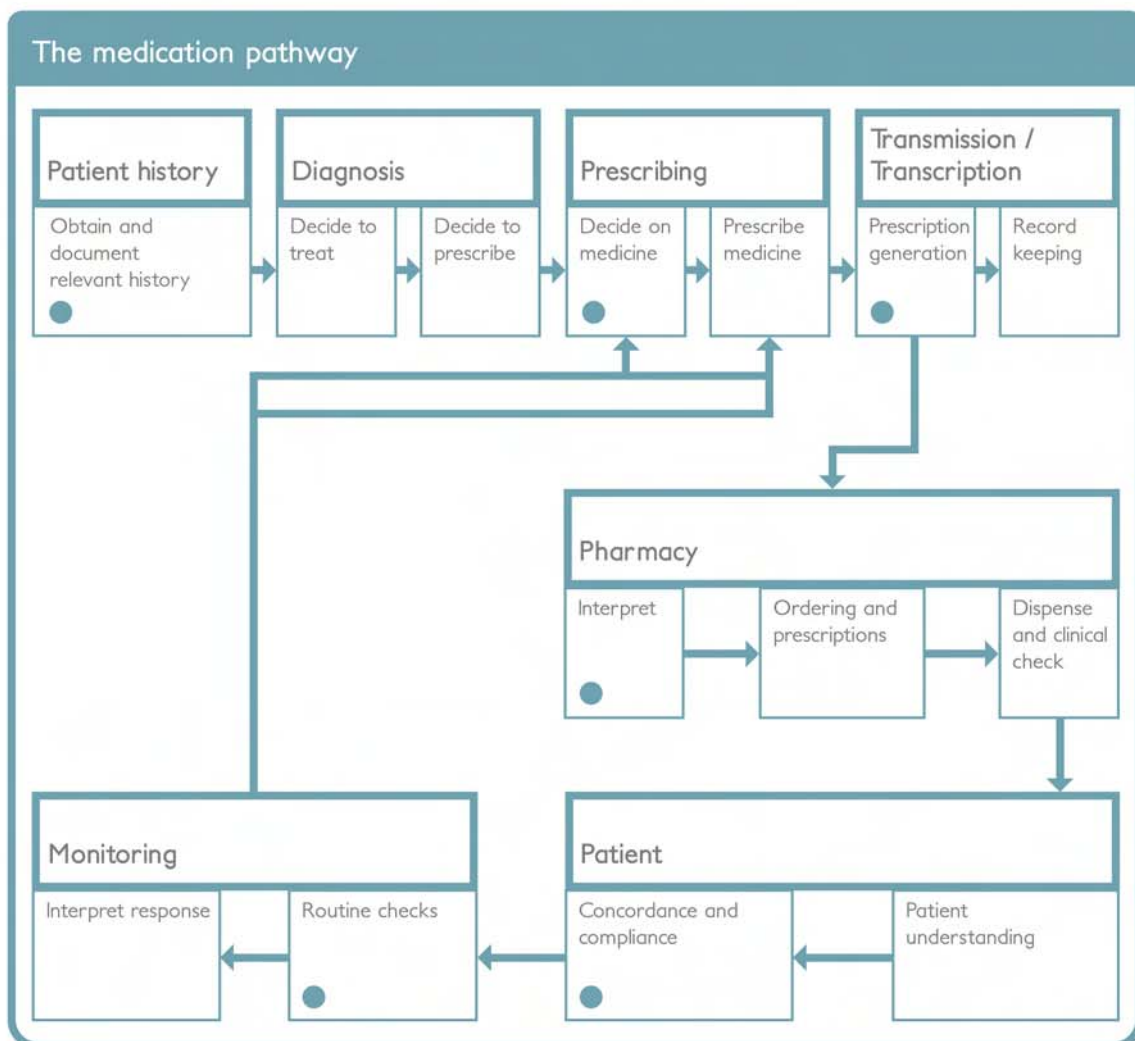 The medication pathway
Patient history
Obtain and
document
relevant history
Diagnosis
Decide to
treat
Decide to
prescribe
Prescribing
Decide on
medicine
Prescribe
medicine
Transmission /
Transcription
Prescription
generation
Record
keeping
Pharmacy
Interpret
Ordering and
prescriptions
Dispense
and clinical
check
Monitoring
Interpret response
Routine checks
Patient
Concordance and
compliance
Patient
understanding